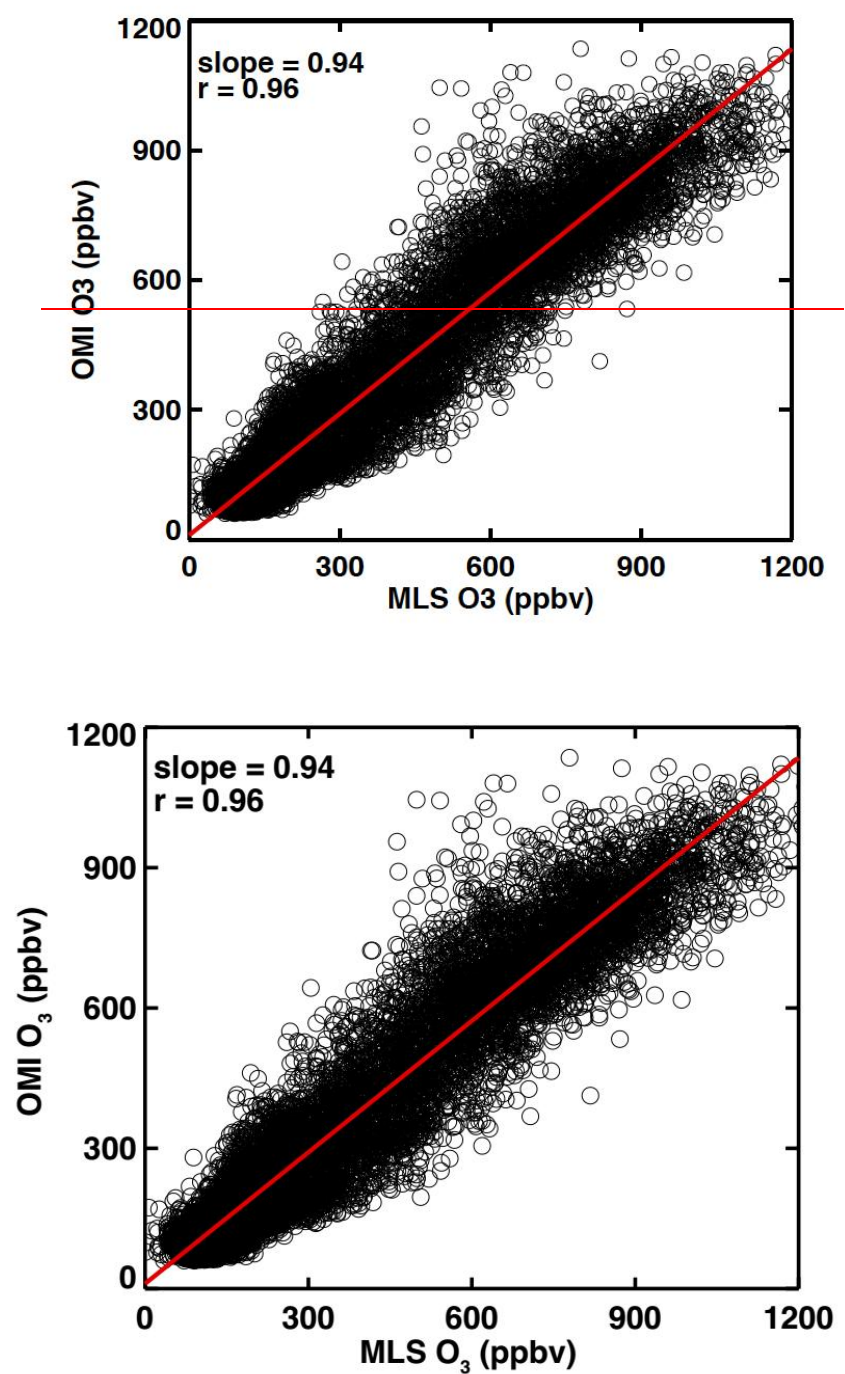 1200
slope = 0.94
r = 0.96
900
600
300
0
OMI O3 (ppbv)
0 300 600 900 1200
MLS O3 (ppbv)
1200
slope = 0.94
r = 0.96
900
600
300
0
OMI O₃ (ppbv)
0 300 600 900 1200
MLS O₃ (ppbv)